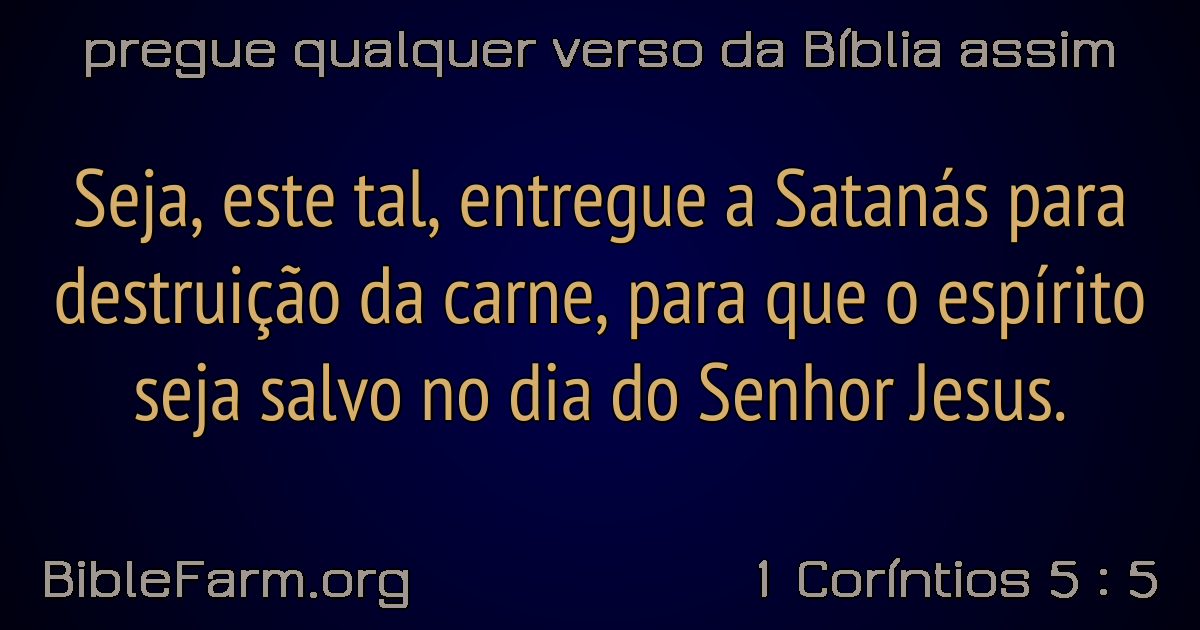 pregue qualquer verso da Bíblia assim
Seja, este tal, entregue a Satanás para
destruição da carne, para que o espírito
seja salvo no dia do Senhor Jesus.
BibleFarm.org
1 Coríntios 5 : 5